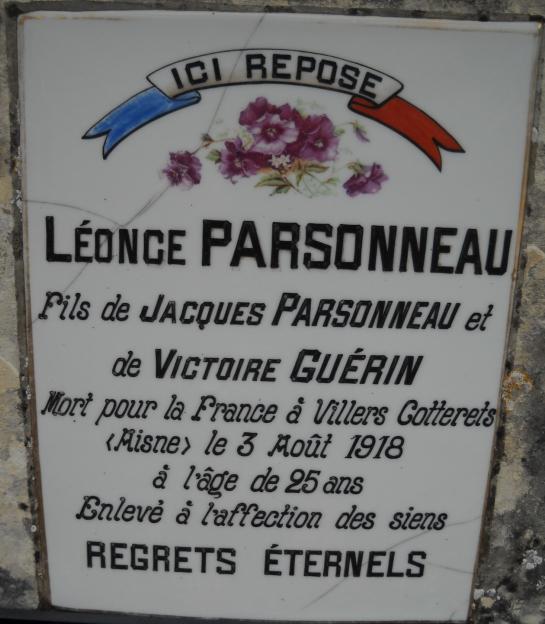 ICI REPOSE
LÉONCE PARSONNEAU
Fils de JACQUES PARSONNEAU et
de VICTOIRE GUÉRIN
Mort pour la France à Villers Cotterets
(Aisne) le 3 Août 1918
à l'âge de 25 ans
Enlevé à l'affection des siens
REGRETS ÉTERNELS